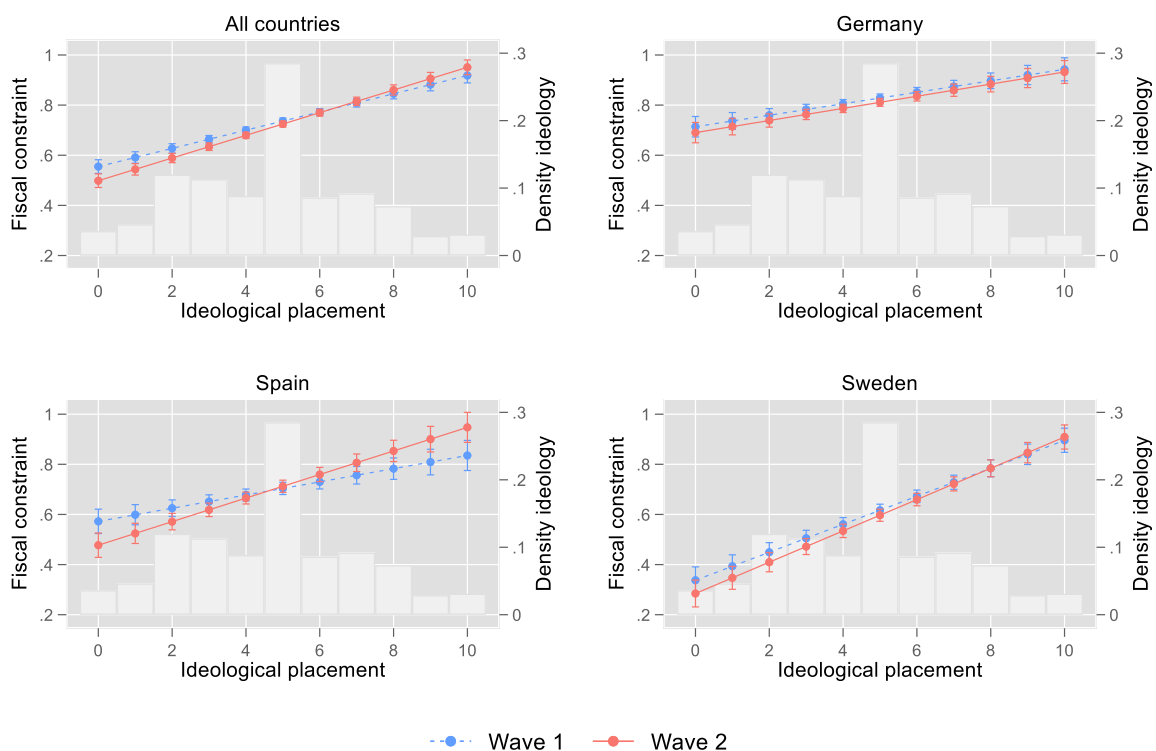 All countries
Fiscal constraint
1
.8
.6
.4
.2
.3
.2
.1
0
Density ideology
0 2 4 6 8 10
Ideological placement
Germany
Fiscal constraint
1
.8
.6
.4
.2
.3
.2
.1
0
Density ideology
0 2 4 6 8 10
Ideological placement
Spain
Fiscal constraint
1
.8
.6
.4
.2
.3
.2
.1
0
Density ideology
0 2 4 6 8 10
Ideological placement
Sweden
Fiscal constraint
1
.8
.6
.4
.2
.3
.2
.1
0
Density ideology
0 2 4 6 8 10
Ideological placement
Wave 1 Wave 2